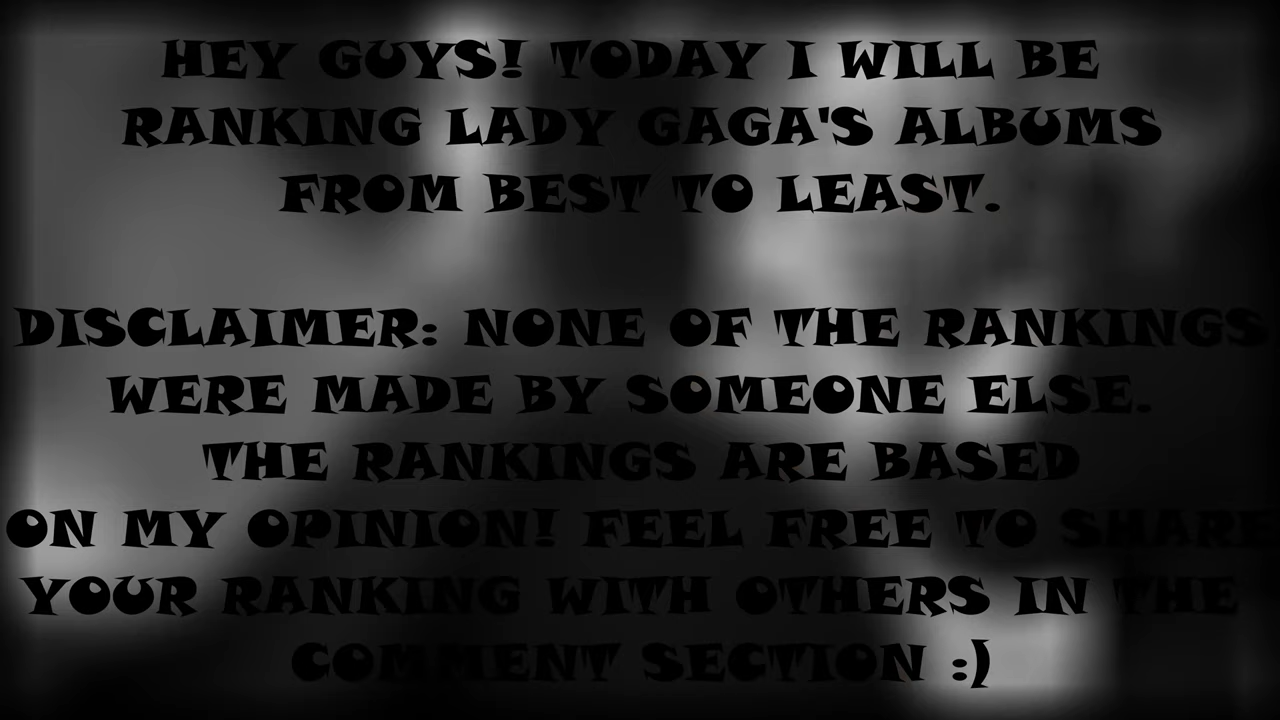 HEY GUYS! TODAY I WILL BE
RANKING LADY GAGA'S ALBUMS
FROM BEST TO LEAST.
DISCLAIMER: NONE OF THE RANKINGS
WERE MADE BY SOMEONE ELSE.
THE RANKINGS ARE BASED
ON MY OPINION! FEEL FREE TO SHARE
YOUR RANKING WITH OTHERS IN THE
COMMENT SECTION :)